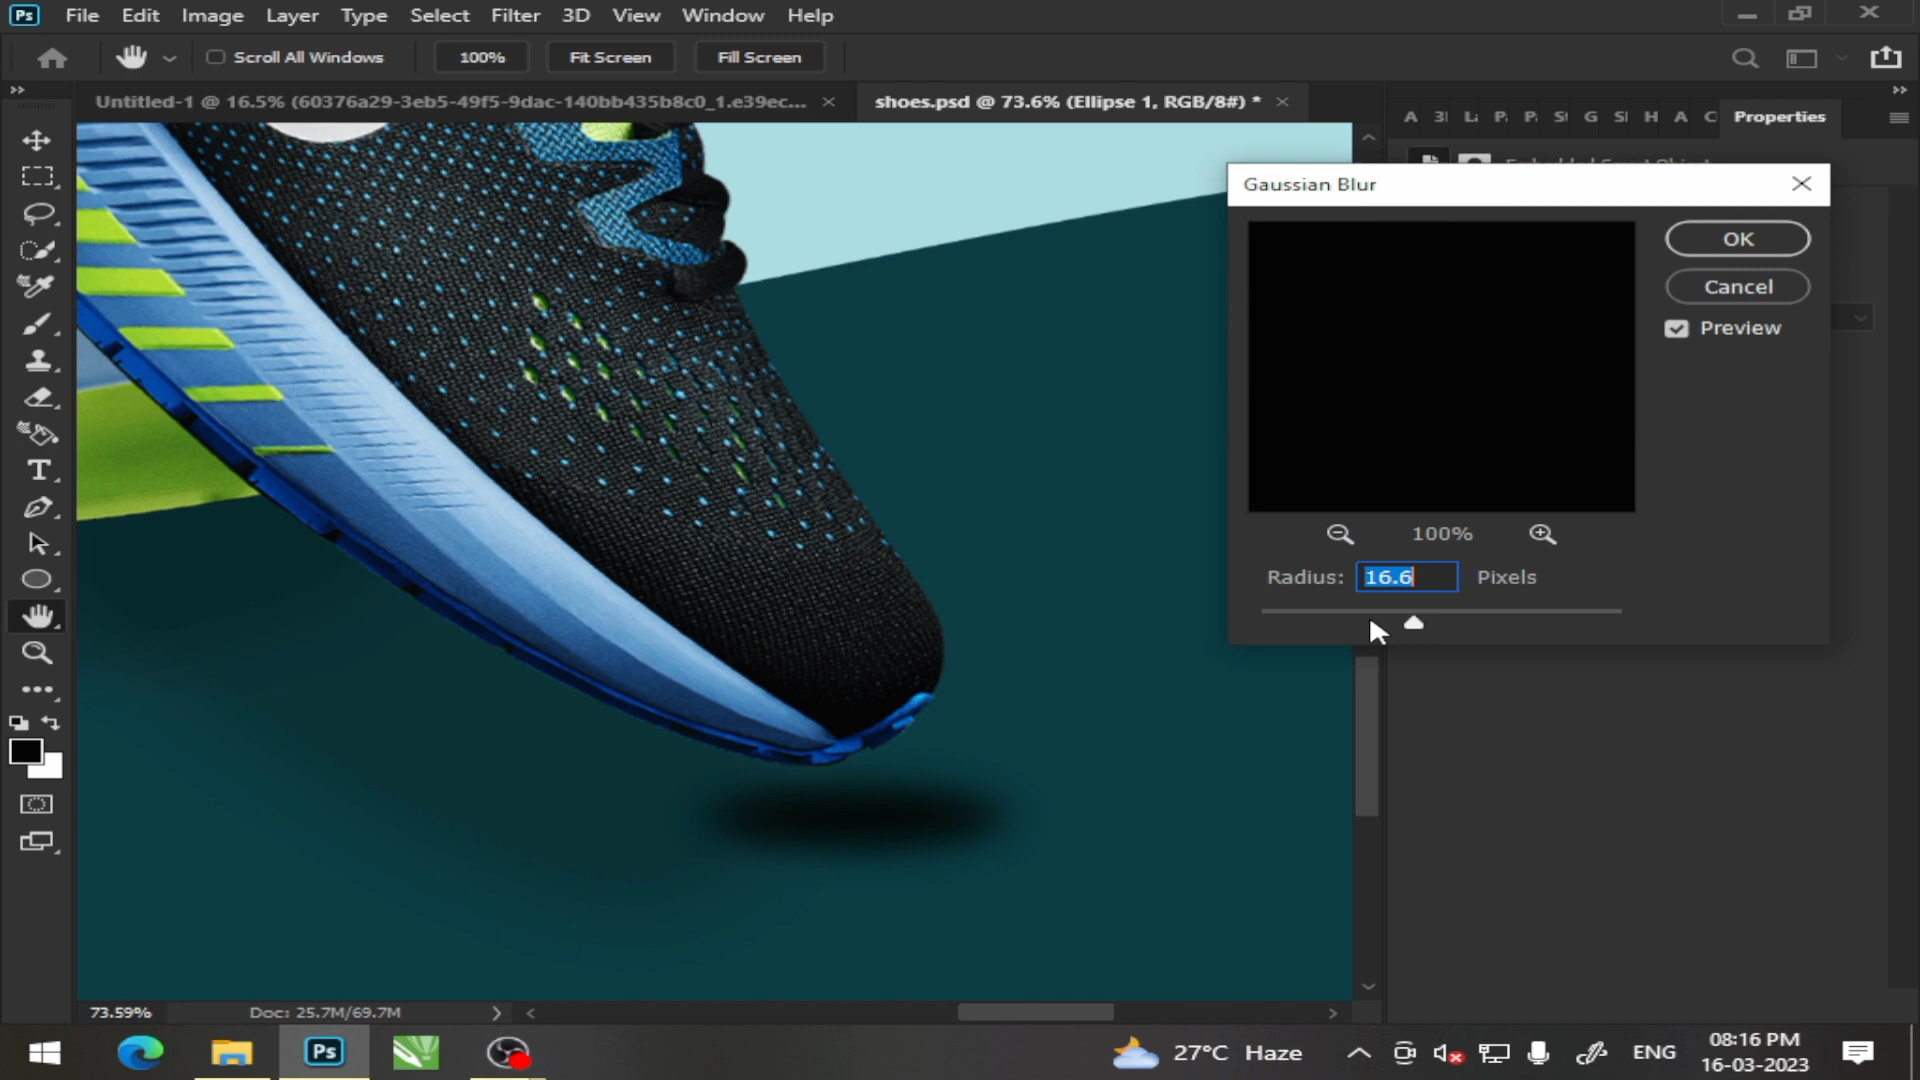 Ps File Edit Image Layer Type Select Filter 3D View Window Help
Scroll All Windows 100% Fit Screen Fill Screen
Untitled-1 @ 16.5% (60376a29-3eb5-49f5-9dac-140bb435b8c0_1.e39ec... × shoes.psd @ 73.6% (Ellipse 1, RGB/8#) * ×
Properties
Gaussian Blur
OK
Cancel
Preview
100%
Radius: 16.6 Pixels
73.59% Doc: 25.7M/69.7M
Ps 27°C Haze ENG
08:16 PM
16-03-2023